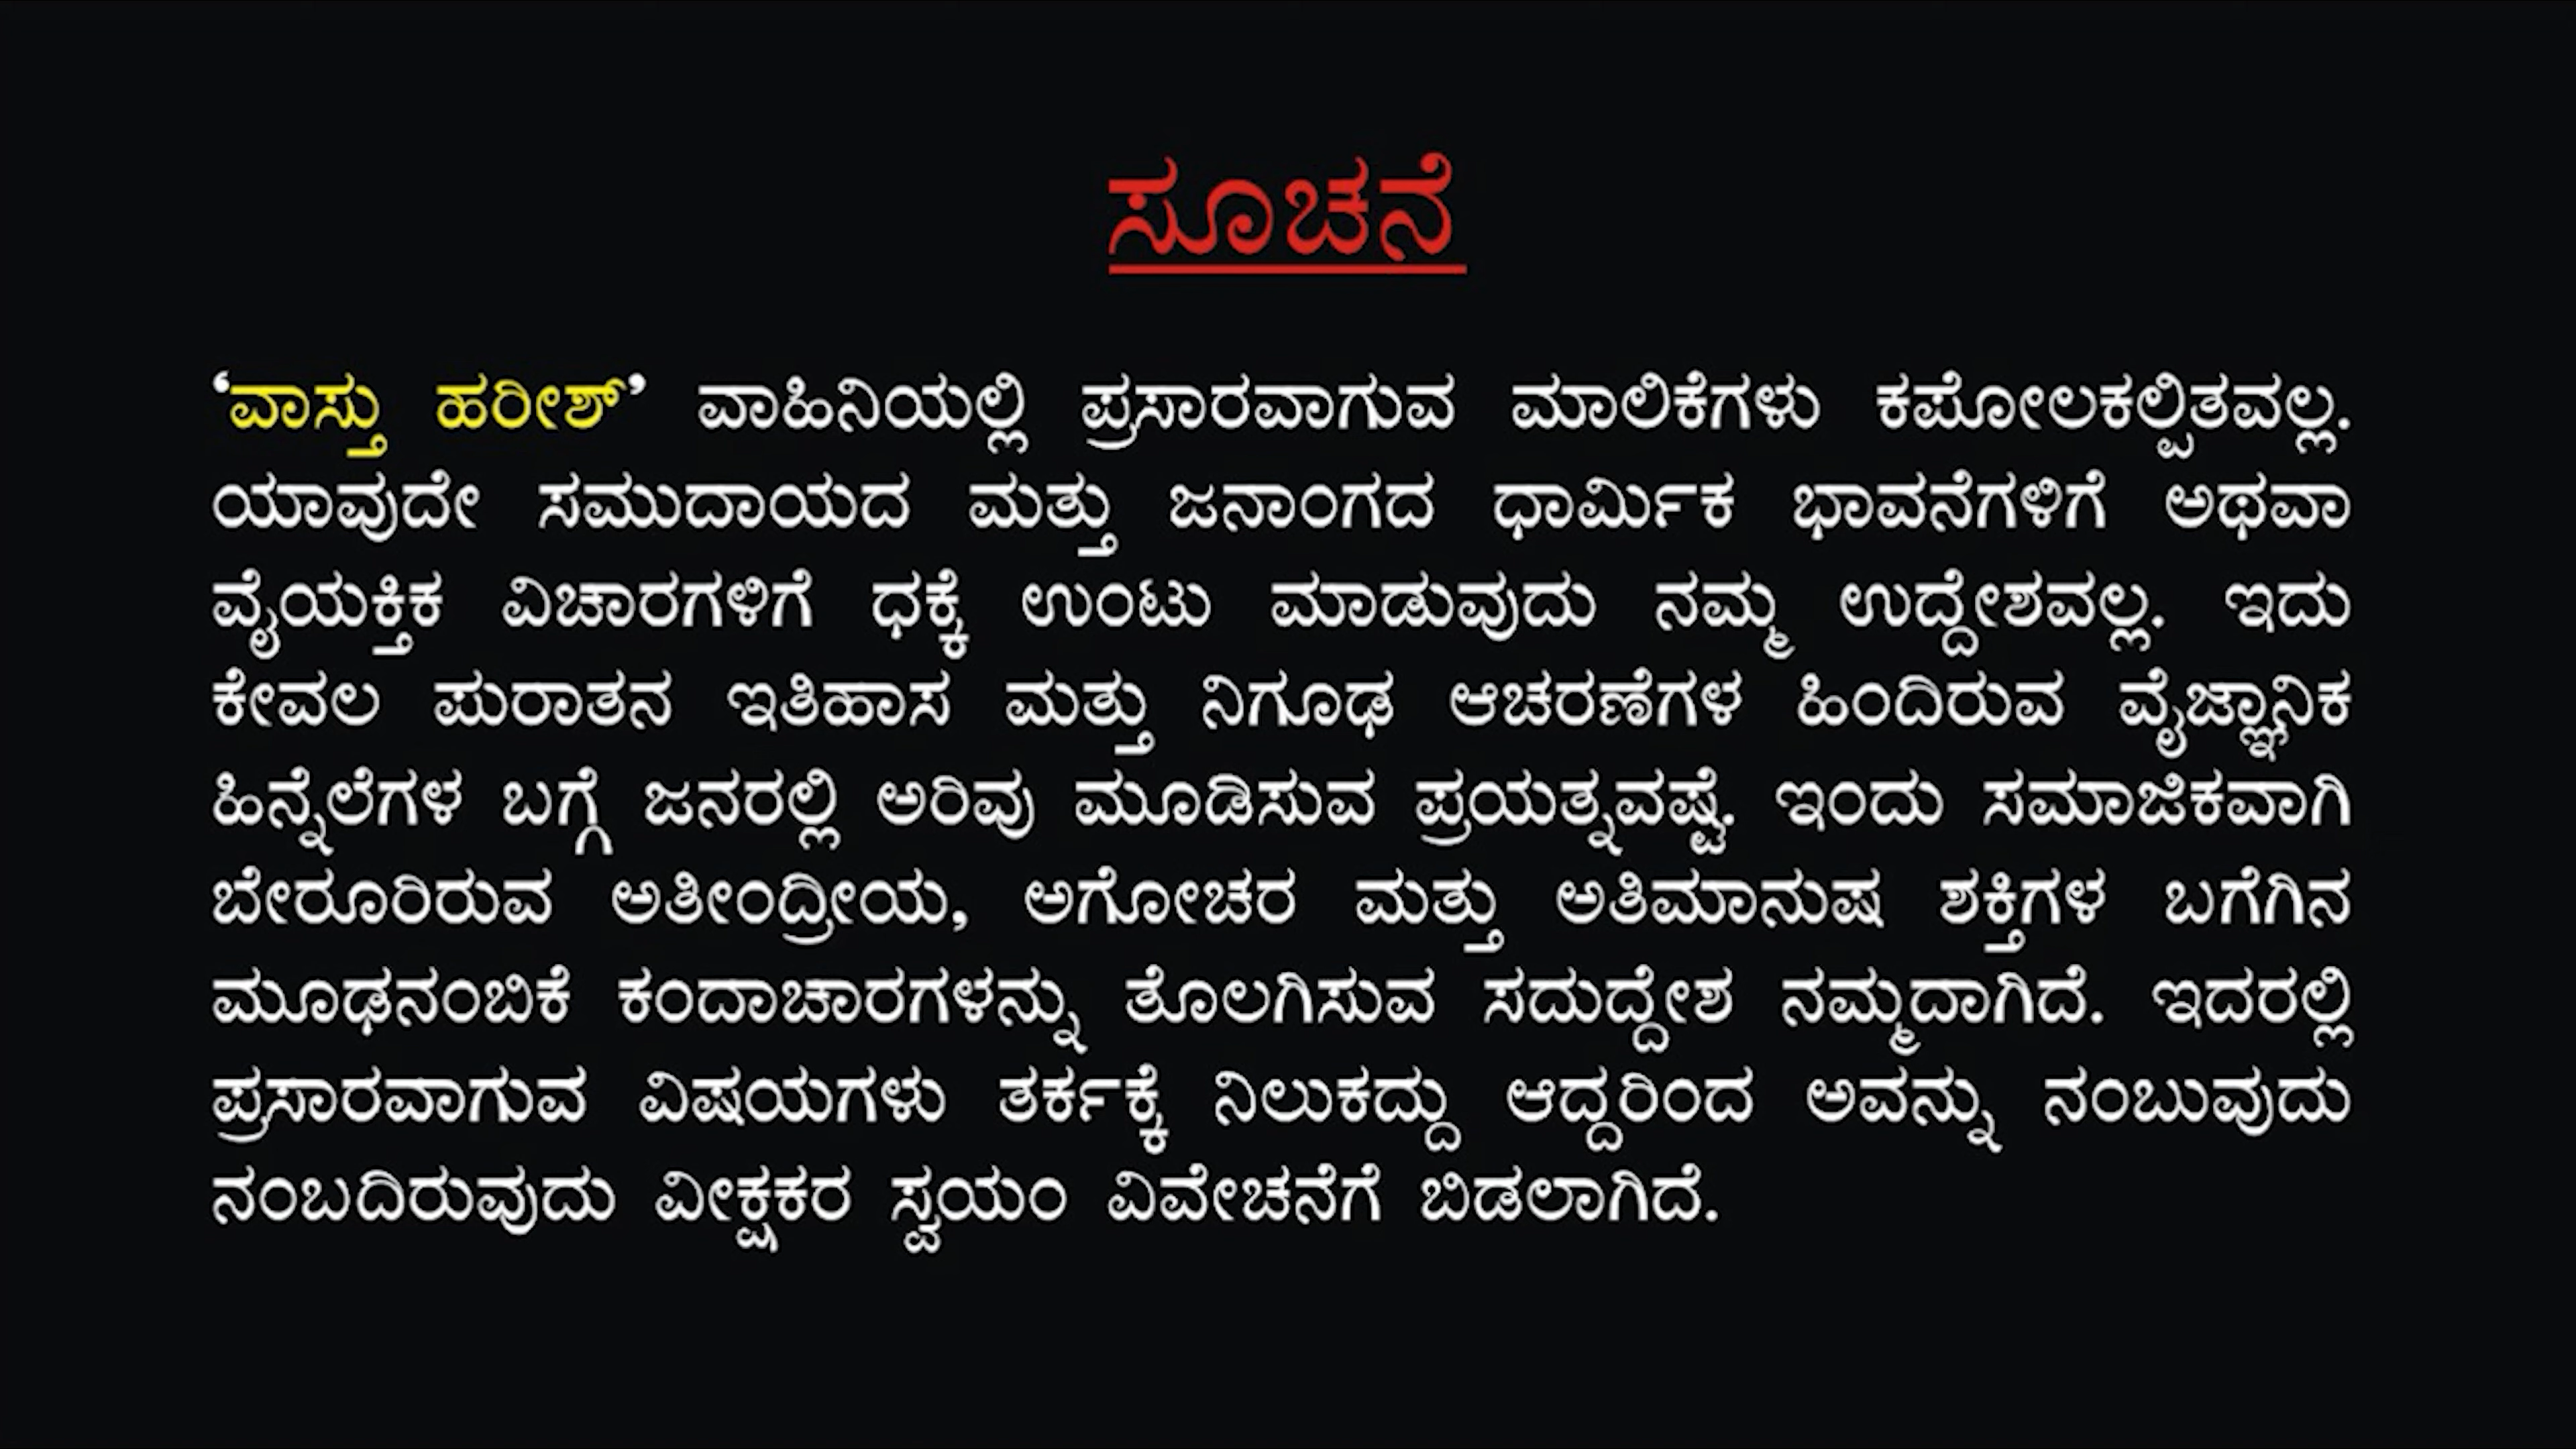 ಸೂಚನೆ
‘ವಾಸ್ತು ಹರೀಶ್’ ವಾಹಿನಿಯಲ್ಲಿ ಪ್ರಸಾರವಾಗುವ ಮಾಲಿಕೆಗಳು ಕಪೋಲಕಲ್ಪಿತವಲ್ಲ.
ಯಾವುದೇ ಸಮುದಾಯದ ಮತ್ತು ಜನಾಂಗದ ಧಾರ್ಮಿಕ ಭಾವನೆಗಳಿಗೆ ಅಥವಾ
ವೈಯಕ್ತಿಕ ವಿಚಾರಗಳಿಗೆ ಧಕ್ಕೆ ಉಂಟು ಮಾಡುವುದು ನಮ್ಮ ಉದ್ದೇಶವಲ್ಲ. ಇದು
ಕೇವಲ ಪುರಾತನ ಇತಿಹಾಸ ಮತ್ತು ನಿಗೂಢ ಆಚರಣೆಗಳ ಹಿಂದಿರುವ ವೈಜ್ಞಾನಿಕ
ಹಿನ್ನೆಲೆಗಳ ಬಗ್ಗೆ ಜನರಲ್ಲಿ ಅರಿವು ಮೂಡಿಸುವ ಪ್ರಯತ್ನವಷ್ಟೆ. ಇಂದು ಸಮಾಜಿಕವಾಗಿ
ಬೇರೂರಿರುವ ಅತೀಂದ್ರೀಯ, ಅಗೋಚರ ಮತ್ತು ಅತಿಮಾನುಷ ಶಕ್ತಿಗಳ ಬಗೆಗಿನ
ಮೂಢನಂಬಿಕೆ ಕಂದಾಚಾರಗಳನ್ನು ತೊಲಗಿಸುವ ಸದುದ್ದೇಶ ನಮ್ಮದಾಗಿದೆ. ಇದರಲ್ಲಿ
ಪ್ರಸಾರವಾಗುವ ವಿಷಯಗಳು ತರ್ಕಕ್ಕೆ ನಿಲುಕದ್ದು ಆದ್ದರಿಂದ ಅವನ್ನು ನಂಬುವುದು
ನಂಬದಿರುವುದು ವೀಕ್ಷಕರ ಸ್ವಯಂ ವಿವೇಚನೆಗೆ ಬಿಡಲಾಗಿದೆ.